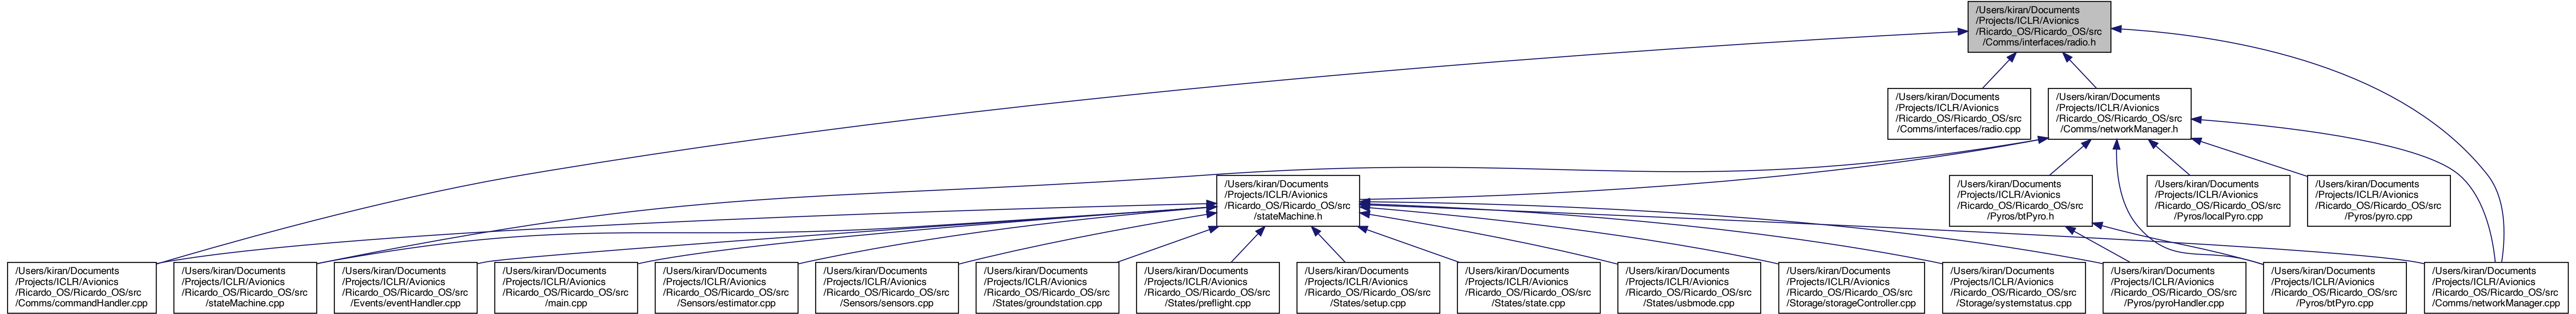 /Users/kiran/Documents
/Projects/ICLR/Avionics
/Ricardo_OS/Ricardo_OS/src
/Comms/interfaces/radio.h
/Users/kiran/Documents
/Projects/ICLR/Avionics
/Ricardo_OS/Ricardo_OS/src
/Comms/interfaces/radio.cpp
/Users/kiran/Documents
/Projects/ICLR/Avionics
/Ricardo_OS/Ricardo_OS/src
/Comms/networkManager.h
/Users/kiran/Documents
/Projects/ICLR/Avionics
/Ricardo_OS/Ricardo_OS/src
/stateMachine.h
/Users/kiran/Documents
/Projects/ICLR/Avionics
/Ricardo_OS/Ricardo_OS/src
/Pyros/btPyro.h
/Users/kiran/Documents
/Projects/ICLR/Avionics
/Ricardo_OS/Ricardo_OS/src
/Pyros/localPyro.cpp
/Users/kiran/Documents
/Projects/ICLR/Avionics
/Ricardo_OS/Ricardo_OS/src
/Pyros/pyro.cpp
/Users/kiran/Documents
/Projects/ICLR/Avionics
/Ricardo_OS/Ricardo_OS/src
/Comms/commandHandler.cpp
/Users/kiran/Documents
/Projects/ICLR/Avionics
/Ricardo_OS/Ricardo_OS/src
/stateMachine.cpp
/Users/kiran/Documents
/Projects/ICLR/Avionics
/Ricardo_OS/Ricardo_OS/src
/Events/eventHandler.cpp
/Users/kiran/Documents
/Projects/ICLR/Avionics
/Ricardo_OS/Ricardo_OS/src
/main.cpp
/Users/kiran/Documents
/Projects/ICLR/Avionics
/Ricardo_OS/Ricardo_OS/src
/Sensors/estimator.cpp
/Users/kiran/Documents
/Projects/ICLR/Avionics
/Ricardo_OS/Ricardo_OS/src
/Sensors/sensors.cpp
/Users/kiran/Documents
/Projects/ICLR/Avionics
/Ricardo_OS/Ricardo_OS/src
/States/groundstation.cpp
/Users/kiran/Documents
/Projects/ICLR/Avionics
/Ricardo_OS/Ricardo_OS/src
/States/preflight.cpp
/Users/kiran/Documents
/Projects/ICLR/Avionics
/Ricardo_OS/Ricardo_OS/src
/States/setup.cpp
/Users/kiran/Documents
/Projects/ICLR/Avionics
/Ricardo_OS/Ricardo_OS/src
/States/state.cpp
/Users/kiran/Documents
/Projects/ICLR/Avionics
/Ricardo_OS/Ricardo_OS/src
/States/usbmode.cpp
/Users/kiran/Documents
/Projects/ICLR/Avionics
/Ricardo_OS/Ricardo_OS/src
/Storage/storageController.cpp
/Users/kiran/Documents
/Projects/ICLR/Avionics
/Ricardo_OS/Ricardo_OS/src
/Storage/systemstatus.cpp
/Users/kiran/Documents
/Projects/ICLR/Avionics
/Ricardo_OS/Ricardo_OS/src
/Pyros/pyroHandler.cpp
/Users/kiran/Documents
/Projects/ICLR/Avionics
/Ricardo_OS/Ricardo_OS/src
/Pyros/btPyro.cpp
/Users/kiran/Documents
/Projects/ICLR/Avionics
/Ricardo_OS/Ricardo_OS/src
/Comms/networkManager.cpp